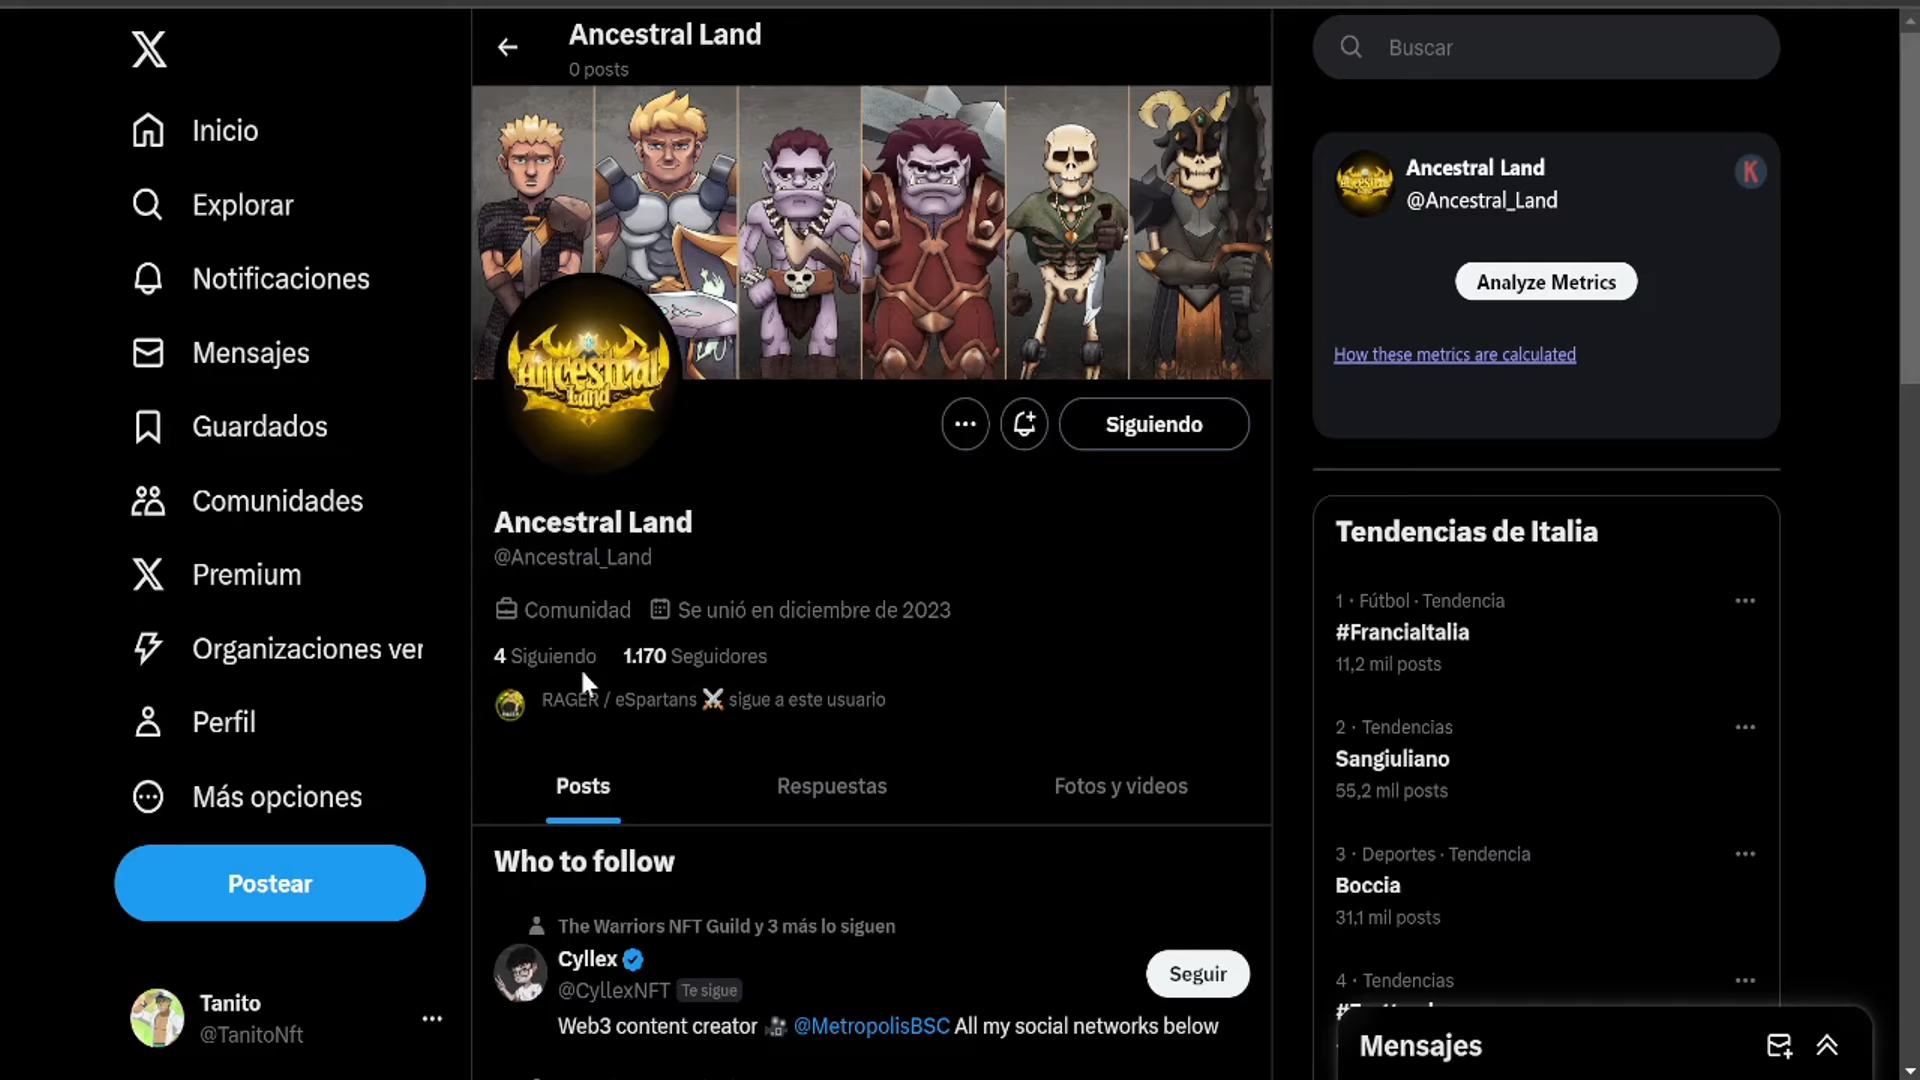 Inicio
Explorar
Notificaciones
Mensajes
Guardados
Comunidades
Premium
Organizaciones ver
Perfil
Más opciones
Postear
Tanito
@TanitoNft
Ancestral Land
0 posts
Ancestral
Land
Siguiendo
Ancestral Land
@Ancestral_Land
Comunidad Se unió en diciembre de 2023
4 Siguiendo 1.170 Seguidores
RAGER / eSpartans ⚔️ sigue a este usuario
Posts Respuestas Fotos y videos
Who to follow
The Warriors NFT Guild y 3 más lo siguen
Cyllex
@CyllexNFT Te sigue
Seguir
Web3 content creator 🎥 @MetropolisBSC All my social networks below
Buscar
Ancestral Land
@Ancestral_Land
K
Analyze Metrics
How these metrics are calculated
Tendencias de Italia
1 · Fútbol · Tendencia
#FranciaItalia
11,2 mil posts
2 · Tendencias
Sangiuliano
55,2 mil posts
3 · Deportes · Tendencia
Boccia
31,1 mil posts
4 · Tendencias
Mensajes